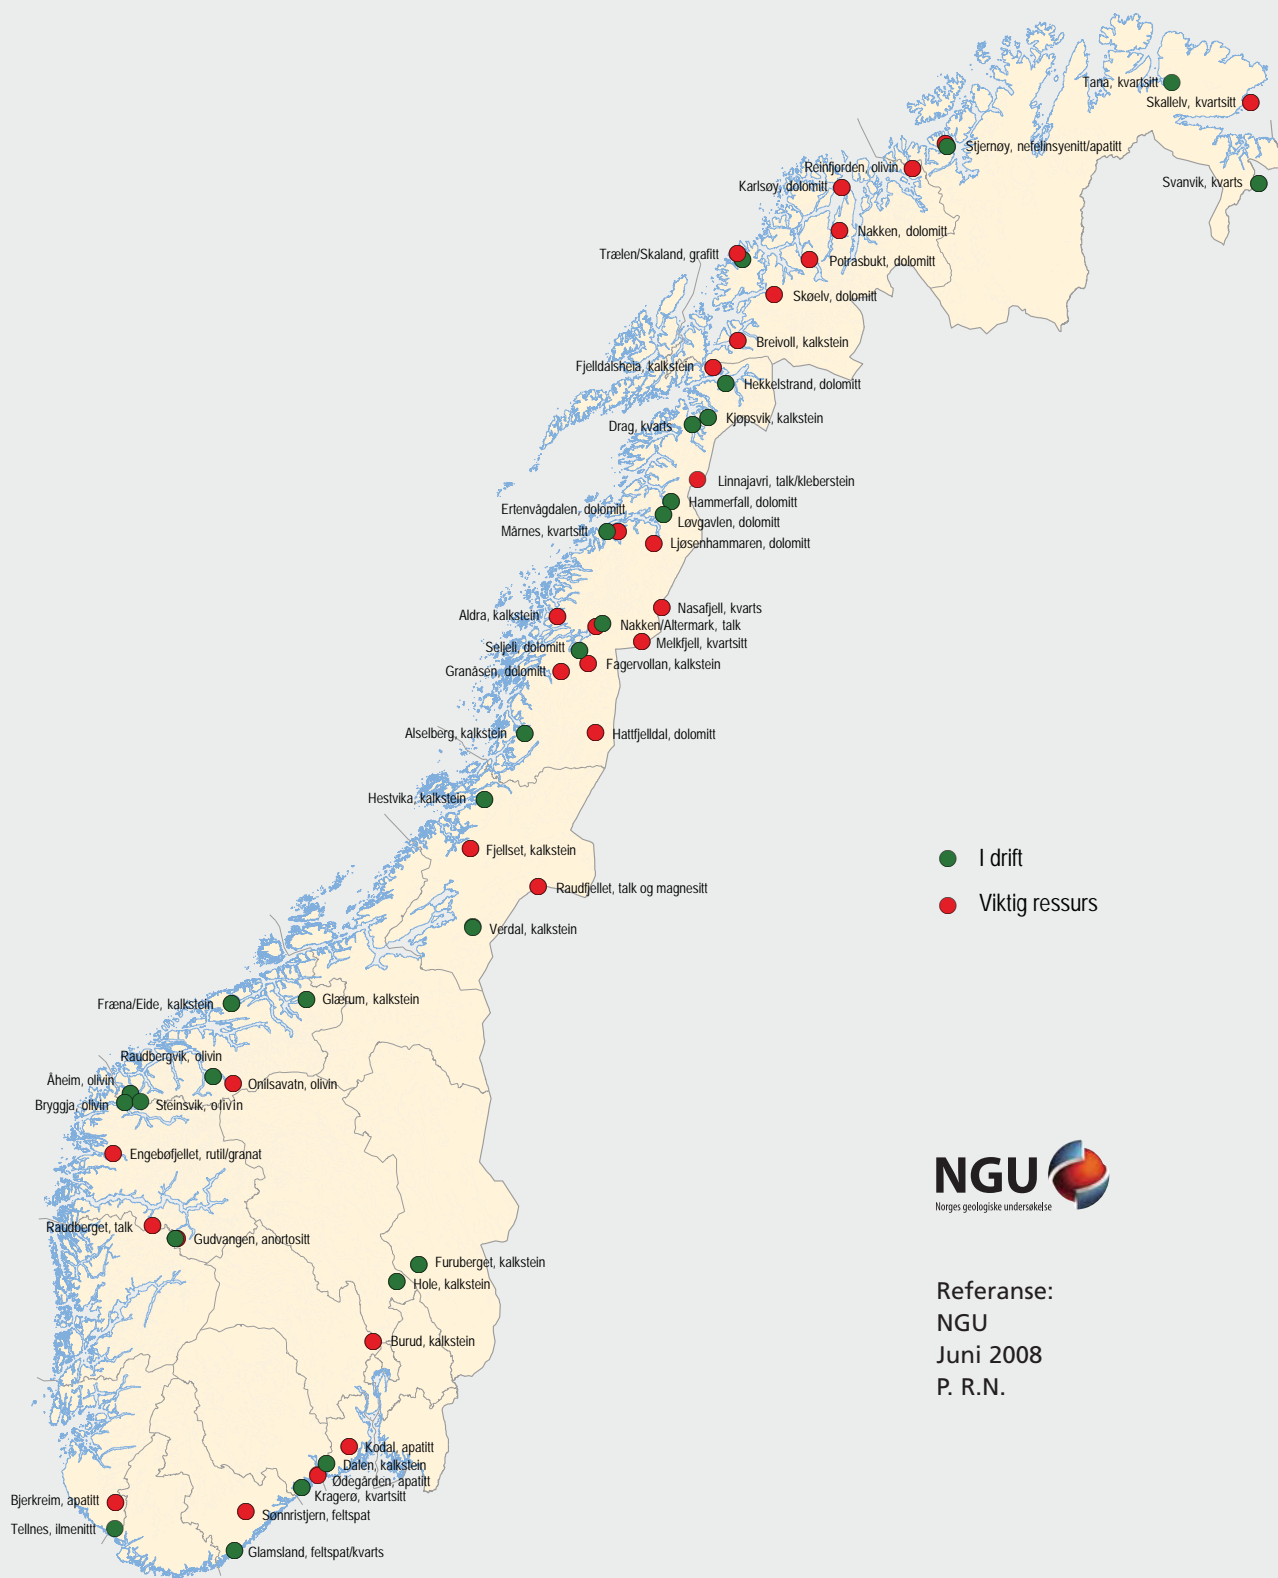 Tana, kvartsitt
Skallelv, kvartsitt
Stjernøy, nefelinsyenitt/apatitt
Reinfjorden, olivin
Svanvik, kvarts
Karlsøy, dolomitt
Nakken, dolomitt
Trælen/Skaland, grafitt
Potrasbukt, dolomitt
Skøelv, dolomitt
Breivoll, kalkstein
Fjelldalsheia, kalkstein
Hekkelstrand, dolomitt
Kjøpsvik, kalkstein
Drag, kvarts
Linnajavri, talk/kleberstein
Hammerfall, dolomitt
Ertenvågdalen, dolomitt
Løvgavlen, dolomitt
Mårnes, kvartsitt
Ljøsenhammaren, dolomitt
Nasafjell, kvarts
Aldra, kalkstein
Nakken/Altermark, talk
Melkfjell, kvartsitt
Seljeli, dolomitt
Fagervollan, kalkstein
Granåsen, dolomitt
Alselberg, kalkstein
Hattfjelldal, dolomitt
Hestvika, kalkstein
Fjellset, kalkstein
I drift
Raudfjellet, talk og magnesitt
Viktig ressurs
Verdal, kalkstein
Glærum, kalkstein
Fræna/Eide, kalkstein
Raudbergvik, olivin
Åheim, olivin
Onilsavatn, olivin
Bryggja, olivin
Steinsvik, olivin
Engebøfjellet, rutil/granat
NGU
Norges geologiske undersøkelse
Raudberget, talk
Gudvangen, anortositt
Furuberget, kalkstein
Hole, kalkstein
Referanse:
NGU
Juni 2008
P. R.N.
Burud, kalkstein
Kodal, apatitt
Dalen, kalkstein
Ødegården, apatitt
Kragerø, kvartsitt
Bjerkreim, apatitt
Sønnristjern, feltspat
Tellnes, ilmenittt
Glamsland, feltspat/kvarts